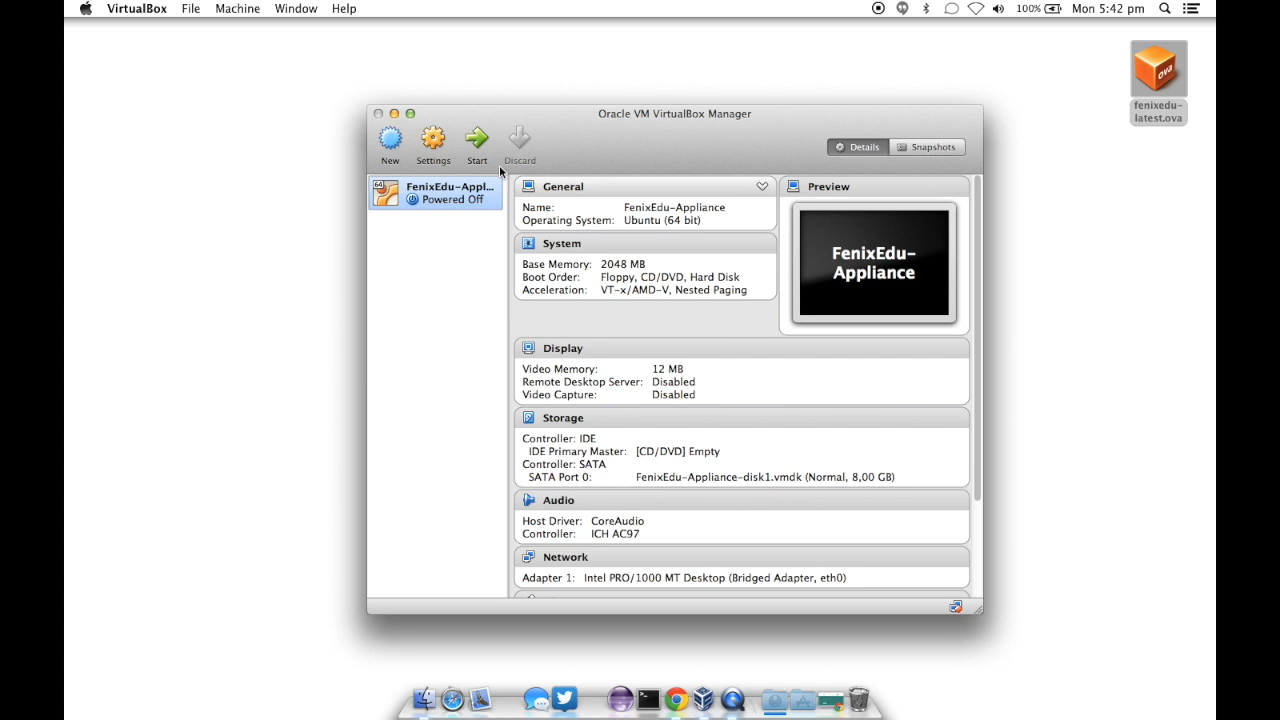 VirtualBox File Machine Window Help 100% Mon 5:42 pm
ova
fenixedu-
latest.ova
Oracle VM VirtualBox Manager
New Settings Start Discard
Details Snapshots
64
FenixEdu-Appl...
Powered Off
General
Name: FenixEdu-Appliance
Operating System: Ubuntu (64 bit)
System
Base Memory: 2048 MB
Boot Order: Floppy, CD/DVD, Hard Disk
Acceleration: VT-x/AMD-V, Nested Paging
Preview
FenixEdu-
Appliance
Display
Video Memory: 12 MB
Remote Desktop Server: Disabled
Video Capture: Disabled
Storage
Controller: IDE
IDE Primary Master: [CD/DVD] Empty
Controller: SATA
SATA Port 0: FenixEdu-Appliance-disk1.vmdk (Normal, 8,00 GB)
Audio
Host Driver: CoreAudio
Controller: ICH AC97
Network
Adapter 1: Intel PRO/1000 MT Desktop (Bridged Adapter, eth0)